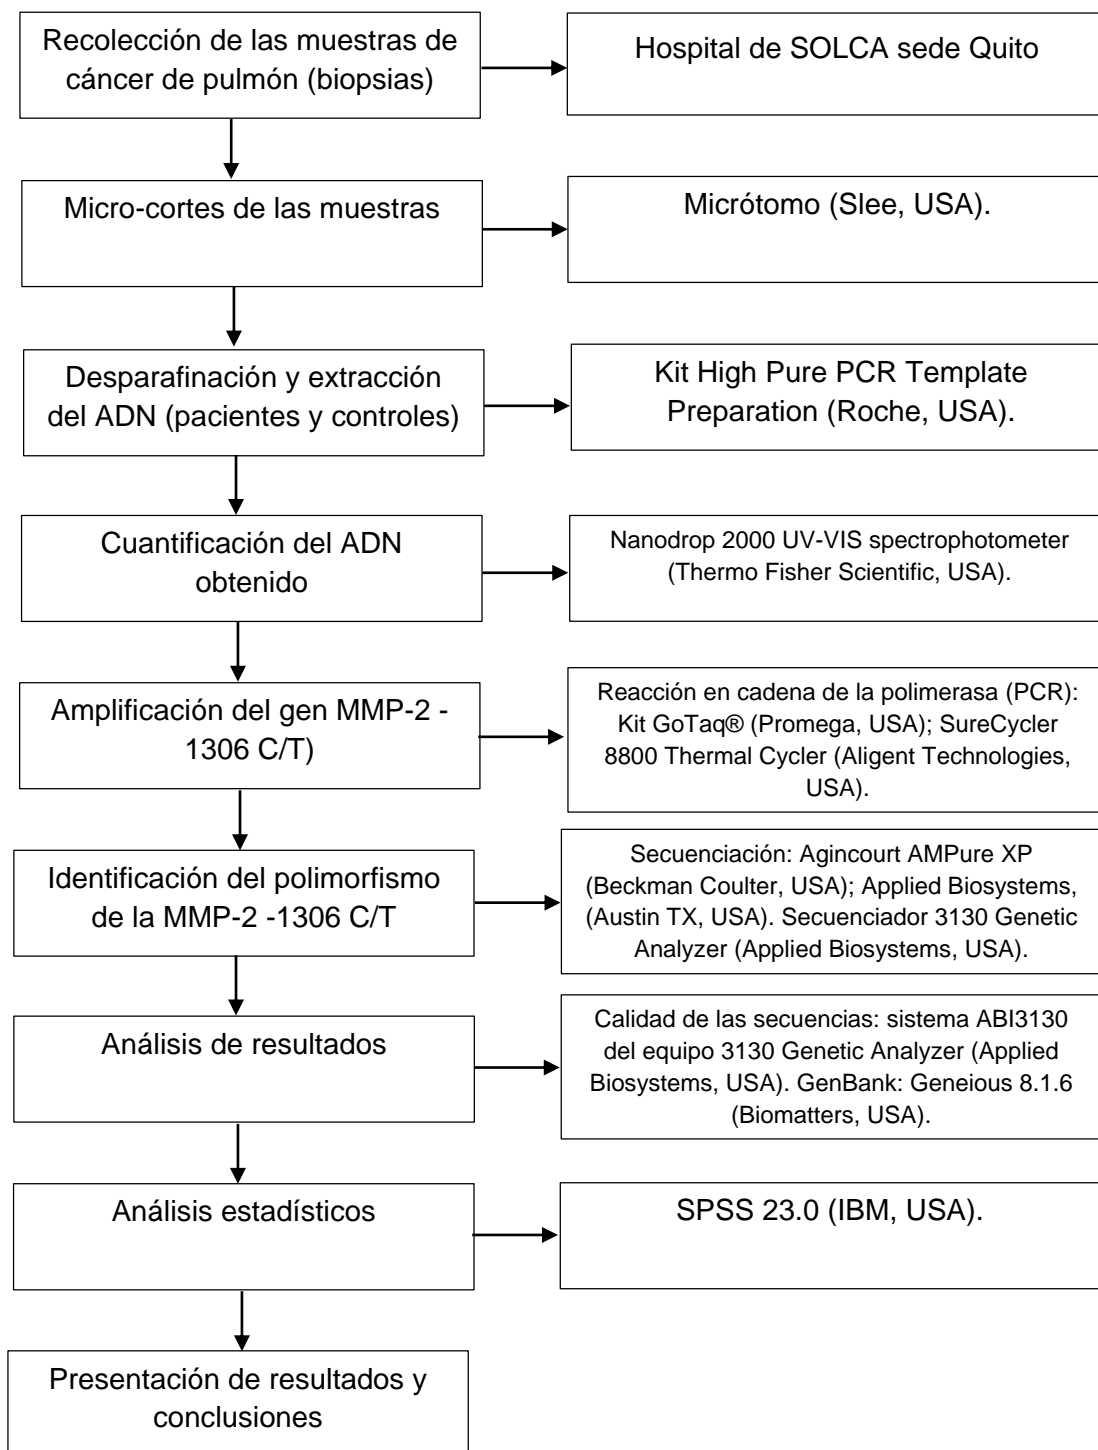 Recolección de las muestras de
cáncer de pulmón (biopsias)
Hospital de SOLCA sede Quito
Micro-cortes de las muestras
Micrótomo (Slee, USA).
Desparafinación y extracción
del ADN (pacientes y controles)
Kit High Pure PCR Template
Preparation (Roche, USA).
Cuantificación del ADN
obtenido
Nanodrop 2000 UV-VIS spectrophotometer
(Thermo Fisher Scientific, USA).
Amplificación del gen MMP-2 -
1306 C/T)
Reacción en cadena de la polimerasa (PCR):
Kit GoTaq® (Promega, USA); SureCycler
8800 Thermal Cycler (Aligent Technologies,
USA).
Identificación del polimorfismo
de la MMP-2 -1306 C/T
Secuenciación: Agincourt AMPure XP
(Beckman Coulter, USA); Applied Biosystems,
(Austin TX, USA). Secuenciador 3130 Genetic
Analyzer (Applied Biosystems, USA).
Análisis de resultados
Calidad de las secuencias: sistema ABI3130
del equipo 3130 Genetic Analyzer (Applied
Biosystems, USA). GenBank: Geneious 8.1.6
(Biomatters, USA).
Análisis estadísticos
SPSS 23.0 (IBM, USA).
Presentación de resultados y
conclusiones